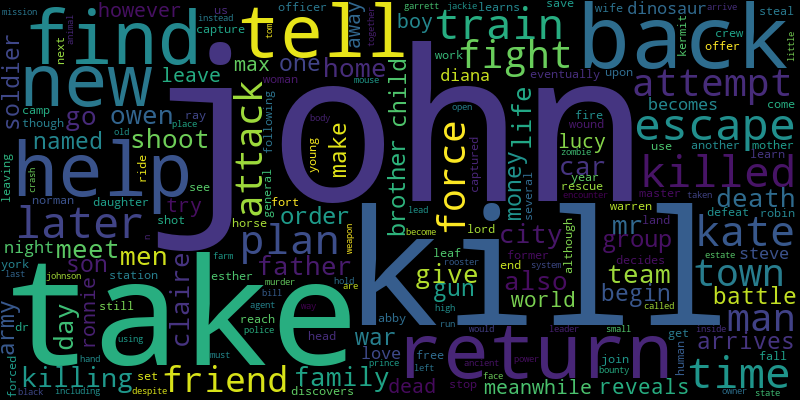 mission
instead
officer
wife
dinosaur
arrive
jackie
learns
save
steal
however
us
capture
garrett
boy
crew
find
tell
away
together
train
kermit
back
little
next
animal
tom
work
offer
fight
soldier
new
leave
max
one
home
diana
eventually
upon
attempt
woman
mouse
becomes
john
body
open
life
escape
camp
go
owen
ray
attack
following
brother child
force
captured
fire
wound
come
though
old
place
named
shoot
young
make
lucy
use
another
mother
zombie
car
year
learn
leaving
crash
help
ride
see
general
money
several
rescue
killed
norman
try
fort
master
taken
death
encounter
daughter
shot
horse
order
lead
lord
city
although
warren
defeat
robin
later
plan
become
mr
land
kate
night
meet
men
n
weapon
leaf
former
group
decides
steve
york
son
claire
farm
father
are
give
end
system
estate
town
last
johnson
station
esther
hold
rooster
also
team
begin
battle
army
day
ronnie
still
murder
bill
gun
world
called
man
take
kill
dr
agent
way
reach
war
abby
high
run
using
police
head
love
free
would
leader
small
inside
get
arrives
forced
hand
must
prince
left
return
ancient
power
join
human
fall
time
killing
set
friend
family
dead
stop
face
meanwhile
reveals
bounty
black
including
despite
discovers
owner
state